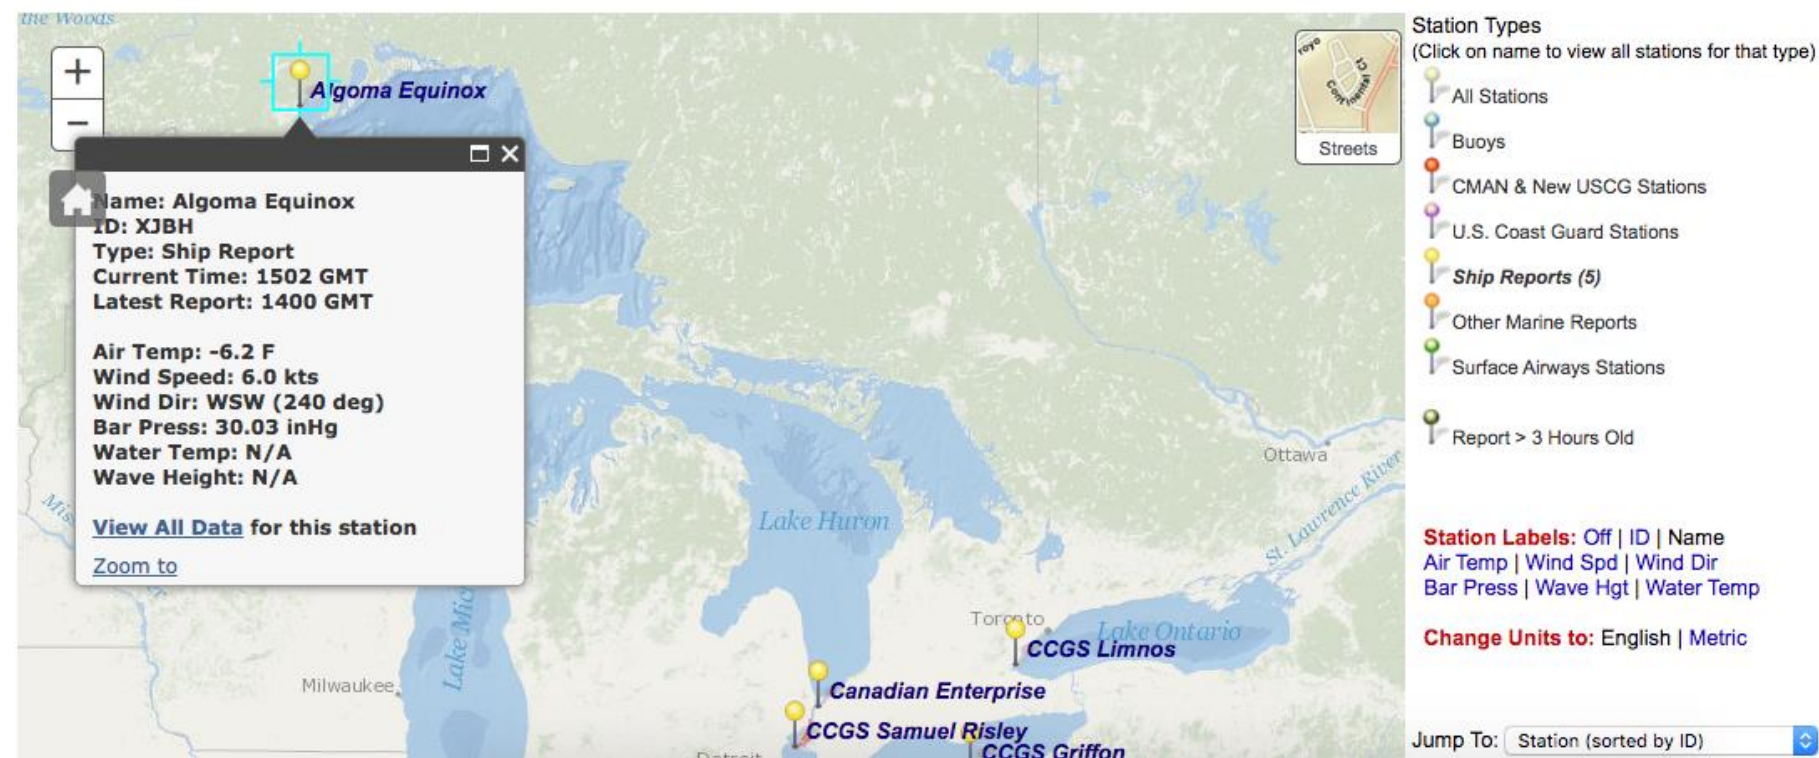 the Woods
+
Algoma Equinox
−
Name: Algoma Equinox
ID: XJBH
Type: Ship Report
Current Time: 1502 GMT
Latest Report: 1400 GMT
Air Temp: -6.2 F
Wind Speed: 6.0 kts
Wind Dir: WSW (240 deg)
Bar Press: 30.03 inHg
Water Temp: N/A
Wave Height: N/A
View All Data for this station
Zoom to
Mis
Lake Mic
Milwaukee
Lake Huron
Ottawa
St. Lawrence River
Toronto
Lake Ontario
CCGS Limnos
Canadian Enterprise
CCGS Samuel Risley
CCGS Griffon
Detroit
Continental Ct
Streets
Station Types
(Click on name to view all stations for that type)
All Stations
Buoys
CMAN & New USCG Stations
U.S. Coast Guard Stations
Ship Reports (5)
Other Marine Reports
Surface Airways Stations
Report > 3 Hours Old
Station Labels: Off | ID | Name
Air Temp | Wind Spd | Wind Dir
Bar Press | Wave Hgt | Water Temp
Change Units to: English | Metric
Jump To: Station (sorted by ID)